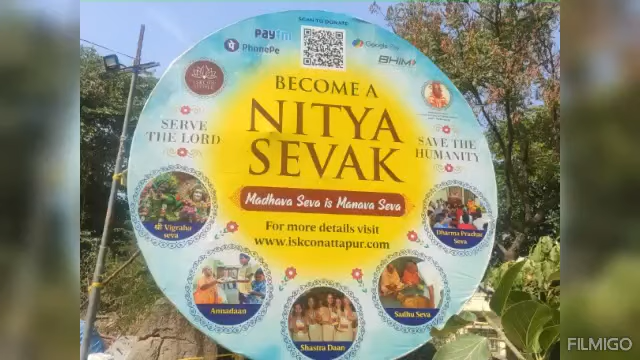 SCAN TO DONATE
Paytm
PhonePe
Google Pay
BHIM
BECOME A
NITYA
SEVAK
SERVE
THE LORD
SAVE THE
HUMANITY
Madhava Seva is Manava Seva
For more details visit
www.iskconattapur.com
Vigraha
seva
Dharma Prachar
Seva
Annadaan
Sadhu Seva
Shastra Daan
FILMIGO